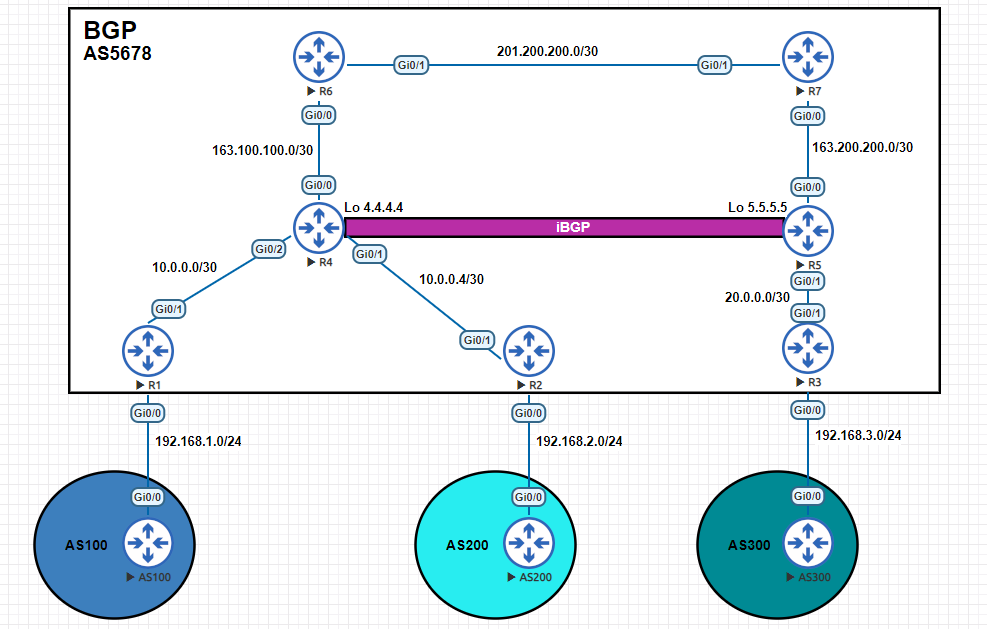 BGP
AS5678
201.200.200.0/30
Gi0/1
Gi0/1
R6
R7
Gi0/0
Gi0/0
163.100.100.0/30
163.200.200.0/30
Gi0/0
Gi0/0
Lo 4.4.4.4
Lo 5.5.5.5
iBGP
R4
R5
Gi0/2
Gi0/1
10.0.0.0/30
10.0.0.4/30
Gi0/1
20.0.0.0/30
Gi0/1
Gi0/1
Gi0/1
R1
R2
R3
Gi0/0
Gi0/0
Gi0/0
192.168.1.0/24
192.168.2.0/24
192.168.3.0/24
Gi0/0
Gi0/0
Gi0/0
AS100
AS200
AS300
AS100
AS200
AS300